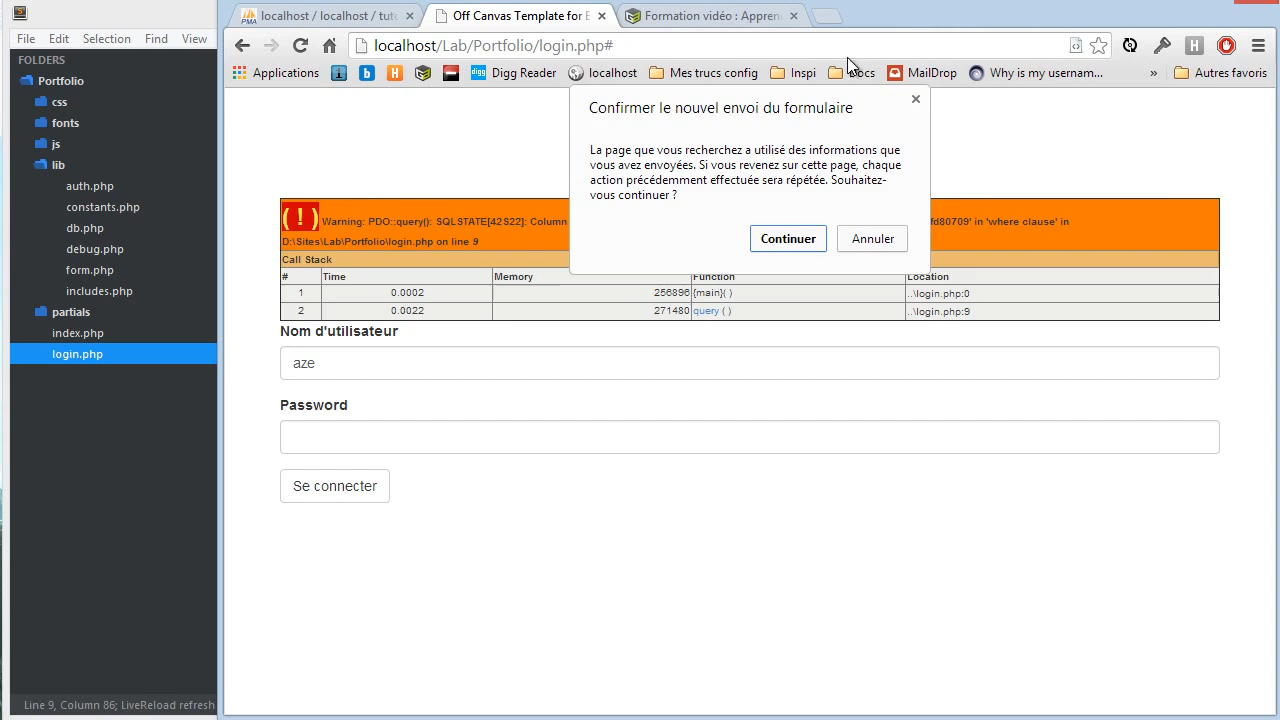 localhost / localhost / tuto
Off Canvas Template for B
Formation vidéo : Appren
File Edit Selection Find View
localhost/Lab/Portfolio/login.php#
FOLDERS
Applications
Digg Reader
localhost
Mes trucs config
Inspi
Why is my usernam...
»
Autres favoris
Portfolio
css
fonts
js
lib
auth.php
constants.php
db.php
debug.php
form.php
includes.php
partials
index.php
login.php
Confirmer le nouvel envoi du formulaire
La page que vous recherchez a utilisé des informations que
vous avez envoyées. Si vous revenez sur cette page, chaque
action précédemment effectuée sera répétée. Souhaitez-
vous continuer ?
Continuer
Annuler
( ! ) Warning: PDO::query(): SQLSTATE[42S22]: Column
fd80709' in 'where clause' in
D:\Sites\Lab\Portfolio\login.php on line 9
Call Stack
# Time Memory Function Location
1 0.0002 256896 {main}( ) ..\login.php:0
2 0.0022 271480 query ( ) ..\login.php:9
Nom d'utilisateur
aze
Password
Se connecter
Line 9, Column 86; LiveReload refresh